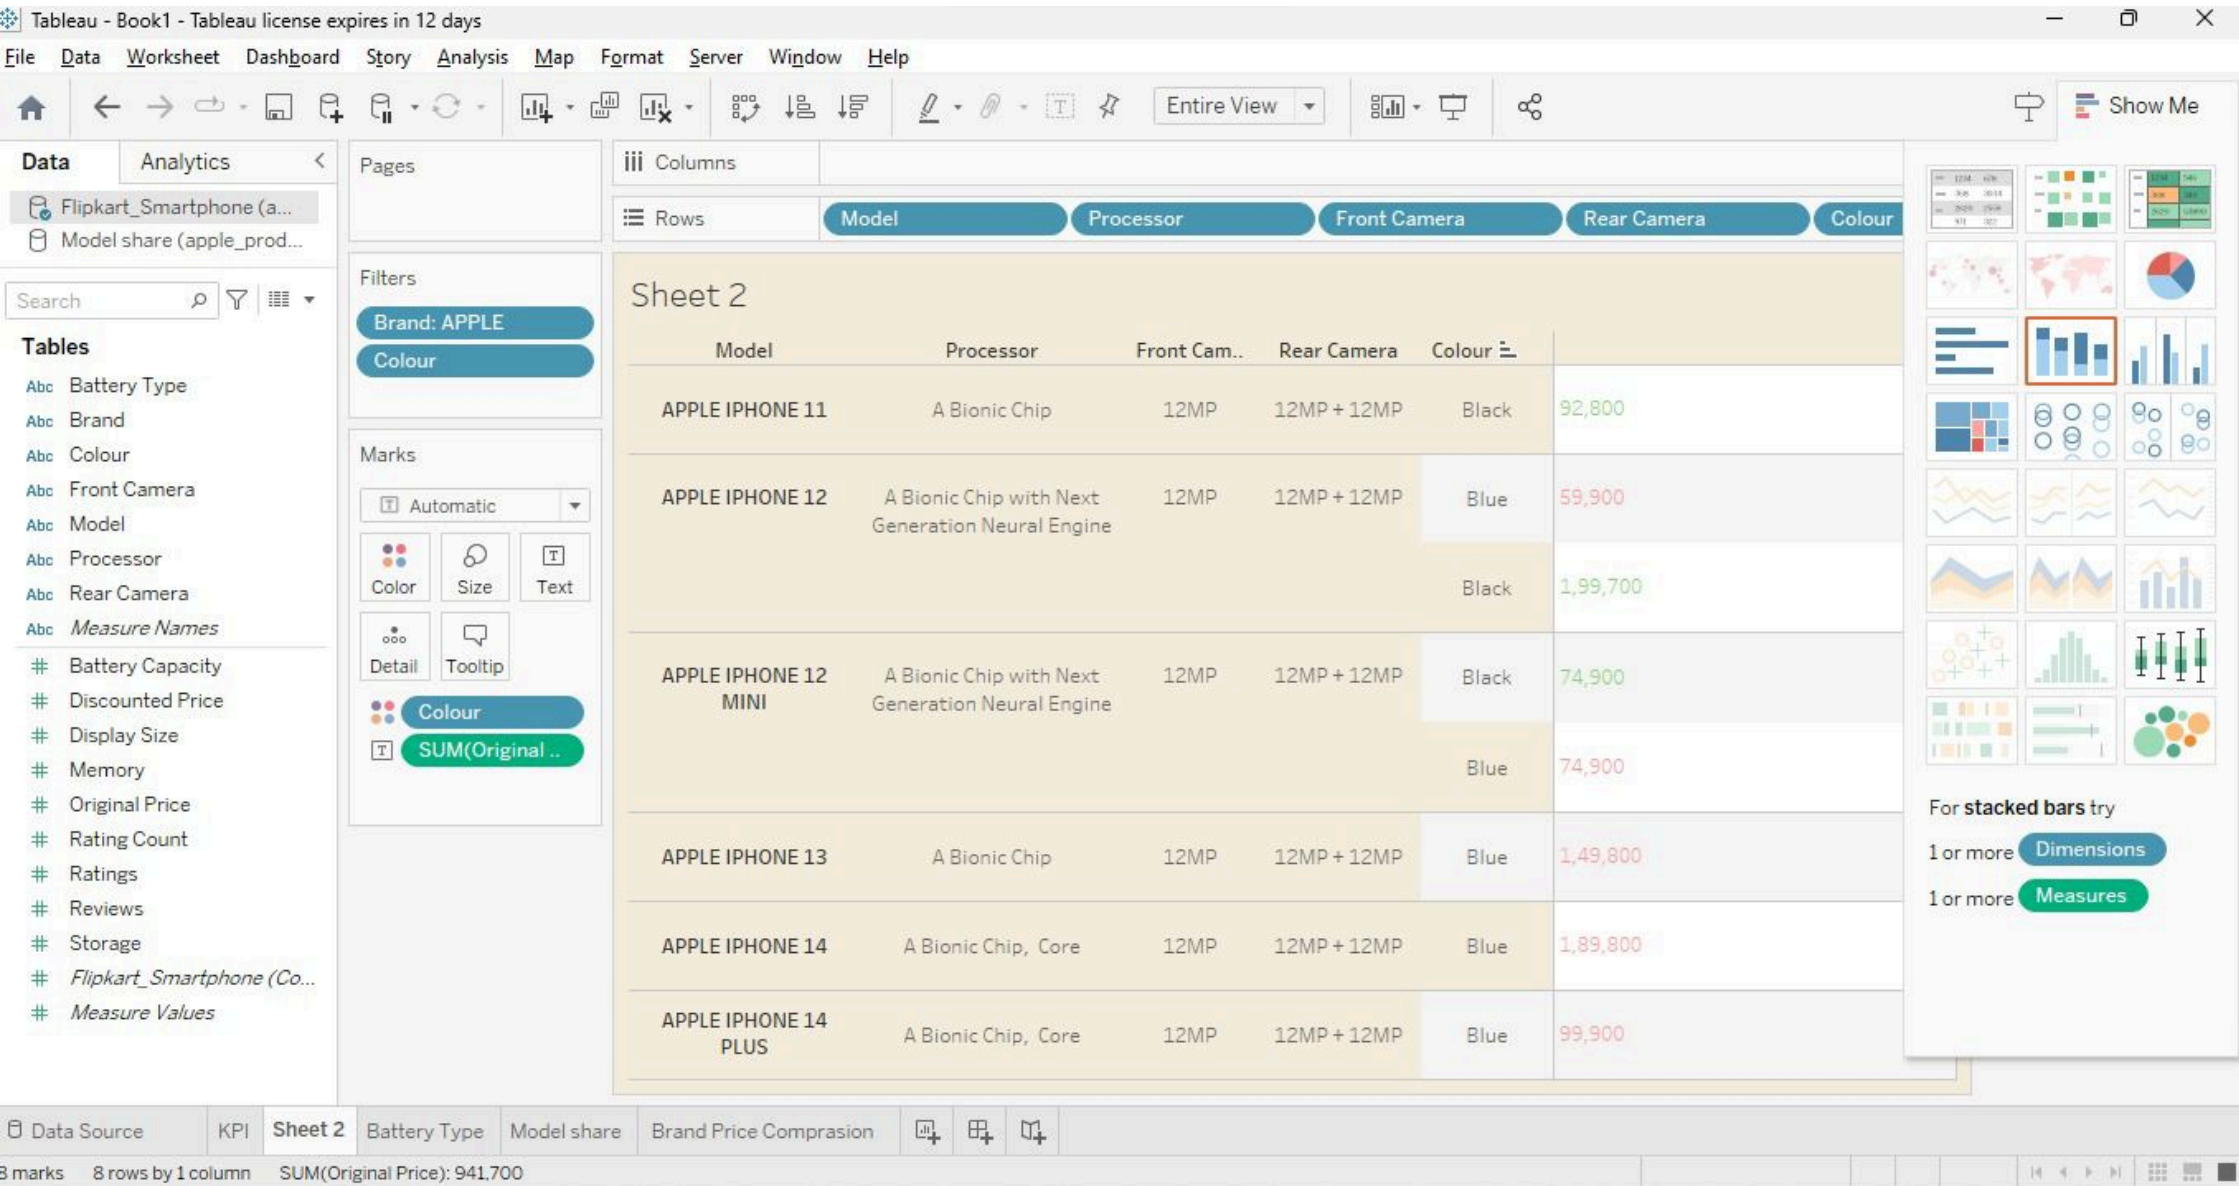 Tableau - Book1 - Tableau license expires in 12 days
File Data Worksheet Dashboard Story Analysis Map Format Server Window Help
Entire View
Show Me
Data Analytics
Flipkart_Smartphone (a...
Model share (apple_prod...
Search
Tables
Abc Battery Type
Abc Brand
Abc Colour
Abc Front Camera
Abc Model
Abc Processor
Abc Rear Camera
Abc Measure Names
# Battery Capacity
# Discounted Price
# Display Size
# Memory
# Original Price
# Rating Count
# Ratings
# Reviews
# Storage
# Flipkart_Smartphone (Co...
# Measure Values
Pages
Filters
Brand: APPLE
Colour
Marks
Automatic
Color Size Text
Detail Tooltip
Colour
SUM(Original ..
Columns
Rows Model Processor Front Camera Rear Camera Colour
Sheet 2
Model Processor Front Cam.. Rear Camera Colour
APPLE IPHONE 11 A Bionic Chip 12MP 12MP + 12MP Black 92,800
APPLE IPHONE 12 A Bionic Chip with Next 12MP 12MP + 12MP Blue 59,900
Generation Neural Engine
Black 1,99,700
APPLE IPHONE 12 A Bionic Chip with Next 12MP 12MP + 12MP Black 74,900
MINI Generation Neural Engine
Blue 74,900
APPLE IPHONE 13 A Bionic Chip 12MP 12MP + 12MP Blue 1,49,800
APPLE IPHONE 14 A Bionic Chip, Core 12MP 12MP + 12MP Blue 1,89,800
APPLE IPHONE 14 A Bionic Chip, Core 12MP 12MP + 12MP Blue 99,900
PLUS
For stacked bars try
1 or more Dimensions
1 or more Measures
Data Source KPI Sheet 2 Battery Type Model share Brand Price Comprasion
8 marks 8 rows by 1 column SUM(Original Price): 941,700